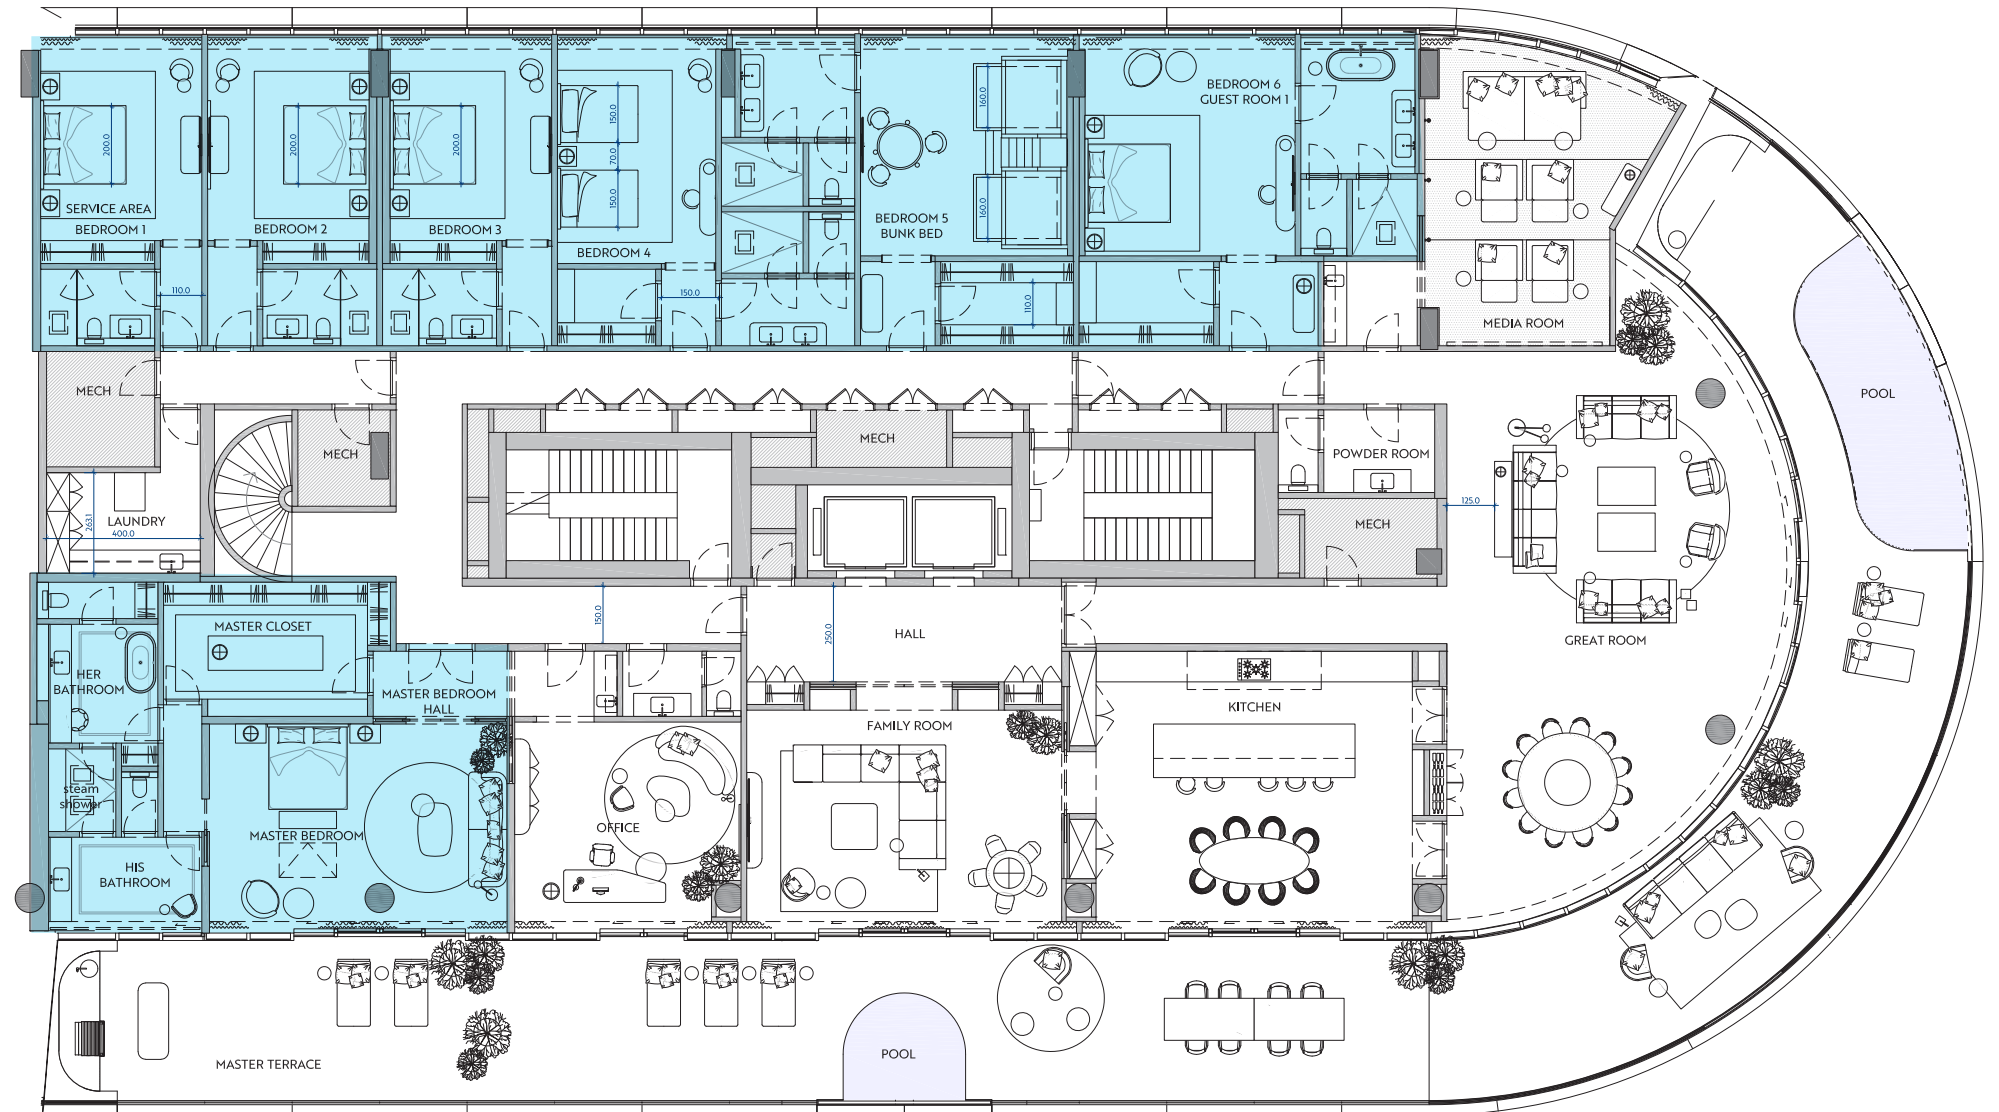 BEDROOM 6
GUEST ROOM 1
160.0
150.0
200.0
200.0
200.0
70.0
150.0
160.0
SERVICE AREA
BEDROOM 1
BEDROOM 2
BEDROOM 3
BEDROOM 4
BEDROOM 5
BUNK BED
110.0
150.0
110.0
MEDIA ROOM
MECH
POOL
MECH
MECH
POWDER ROOM
125.0
MECH
LAUNDRY
263.1
400.0
150.0
250.0
HALL
GREAT ROOM
MASTER CLOSET
HER
BATHROOM
MASTER BEDROOM
HALL
FAMILY ROOM
KITCHEN
steam
shower
MASTER BEDROOM
OFFICE
HIS
BATHROOM
MASTER TERRACE
POOL